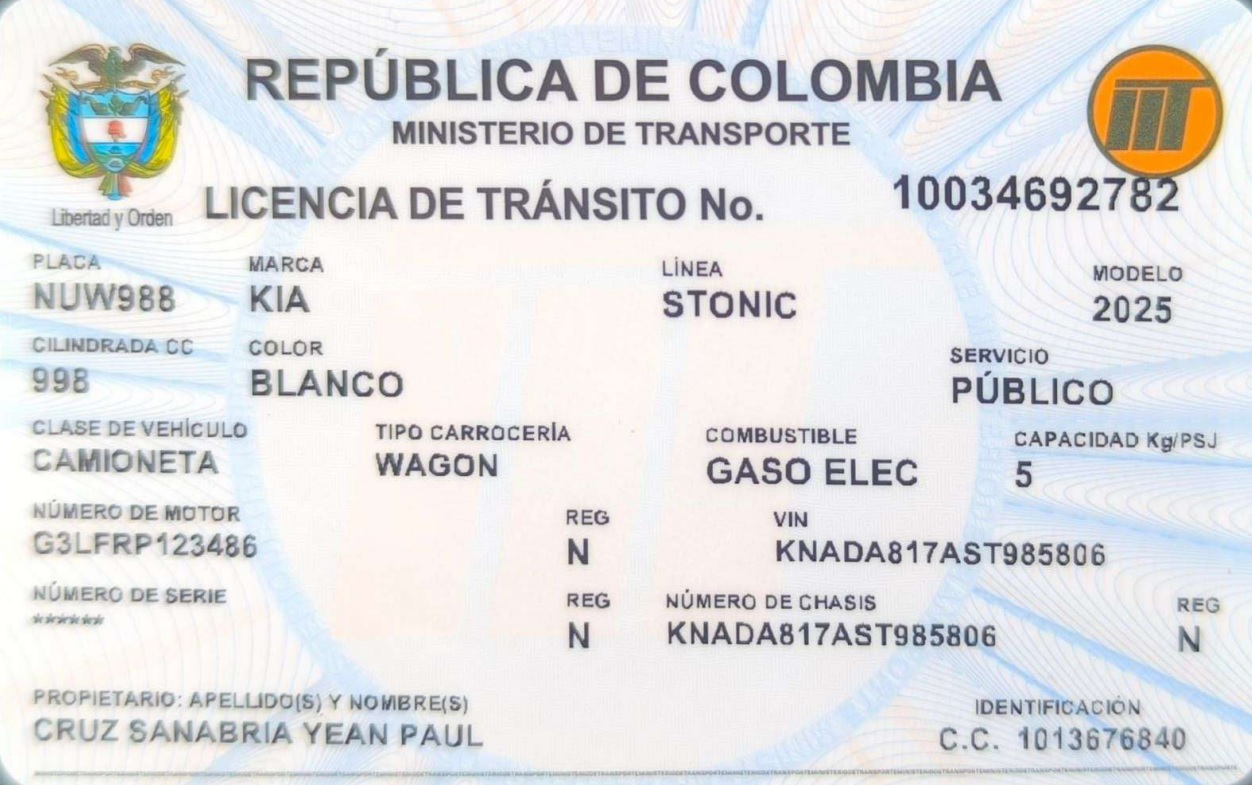 REPÚBLICA DE COLOMBIA
MINISTERIO DE TRANSPORTE
Libertad y Orden
LICENCIA DE TRÁNSITO No. 10034692782
PLACA MARCA LÍNEA MODELO
NUW988 KIA STONIC 2025
CILINDRADA CC COLOR SERVICIO
998 BLANCO PÚBLICO
CLASE DE VEHÍCULO TIPO CARROCERÍA COMBUSTIBLE CAPACIDAD Kg/PSJ
CAMIONETA WAGON GASO ELEC 5
NÚMERO DE MOTOR REG VIN
G3LFRP123486 N KNADA817AST985806
NÚMERO DE SERIE REG NÚMERO DE CHASIS REG
****** N KNADA817AST985806 N
PROPIETARIO: APELLIDO(S) Y NOMBRE(S) IDENTIFICACIÓN
CRUZ SANABRIA YEAN PAUL C.C. 1013676840